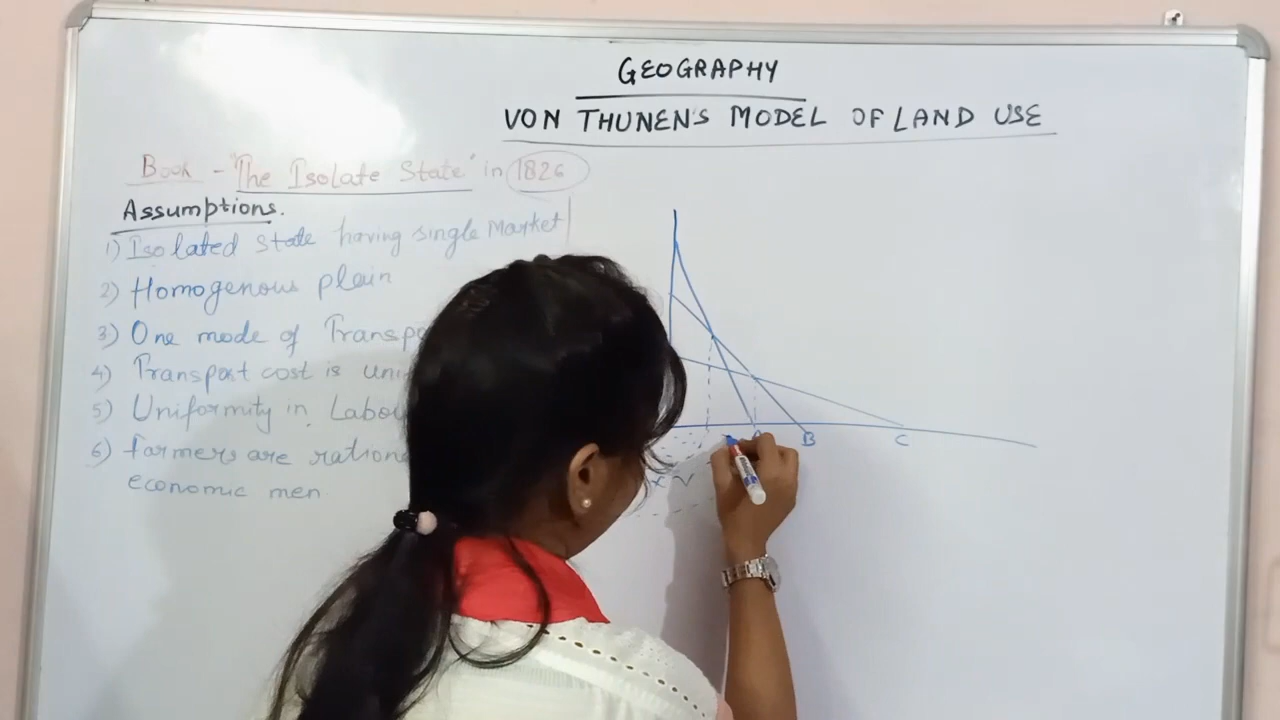 GEOGRAPHY
VON THUNEN'S MODEL OF LAND USE
Book - "The Isolate State" in 1826
Assumptions.
1) Isolated state having single Market
2) Homogenous plain
3) One mode of
4) Transport cost is
5) Uniformity in
6) farmers are
economic men
B
C